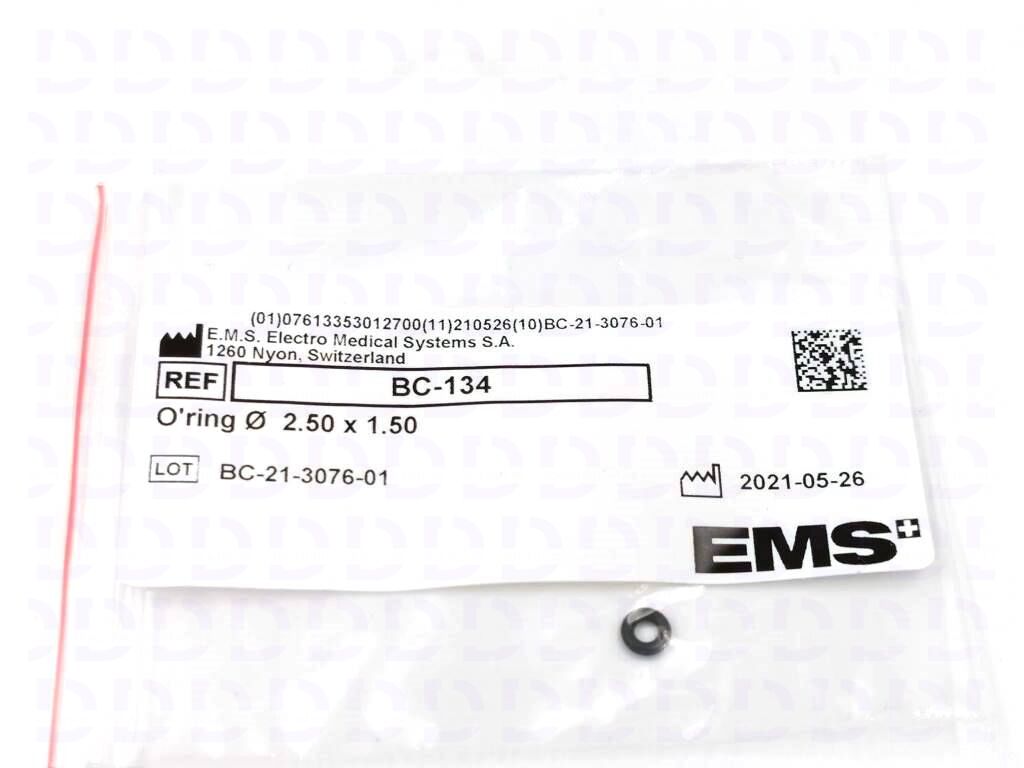 (01)07613353012700(11)210526(10)BC-21-3076-01
E.M.S. Electro Medical Systems S.A.
1260 Nyon, Switzerland
REF BC-134
O'ring Ø 2.50 x 1.50
LOT BC-21-3076-01
2021-05-26
EMS